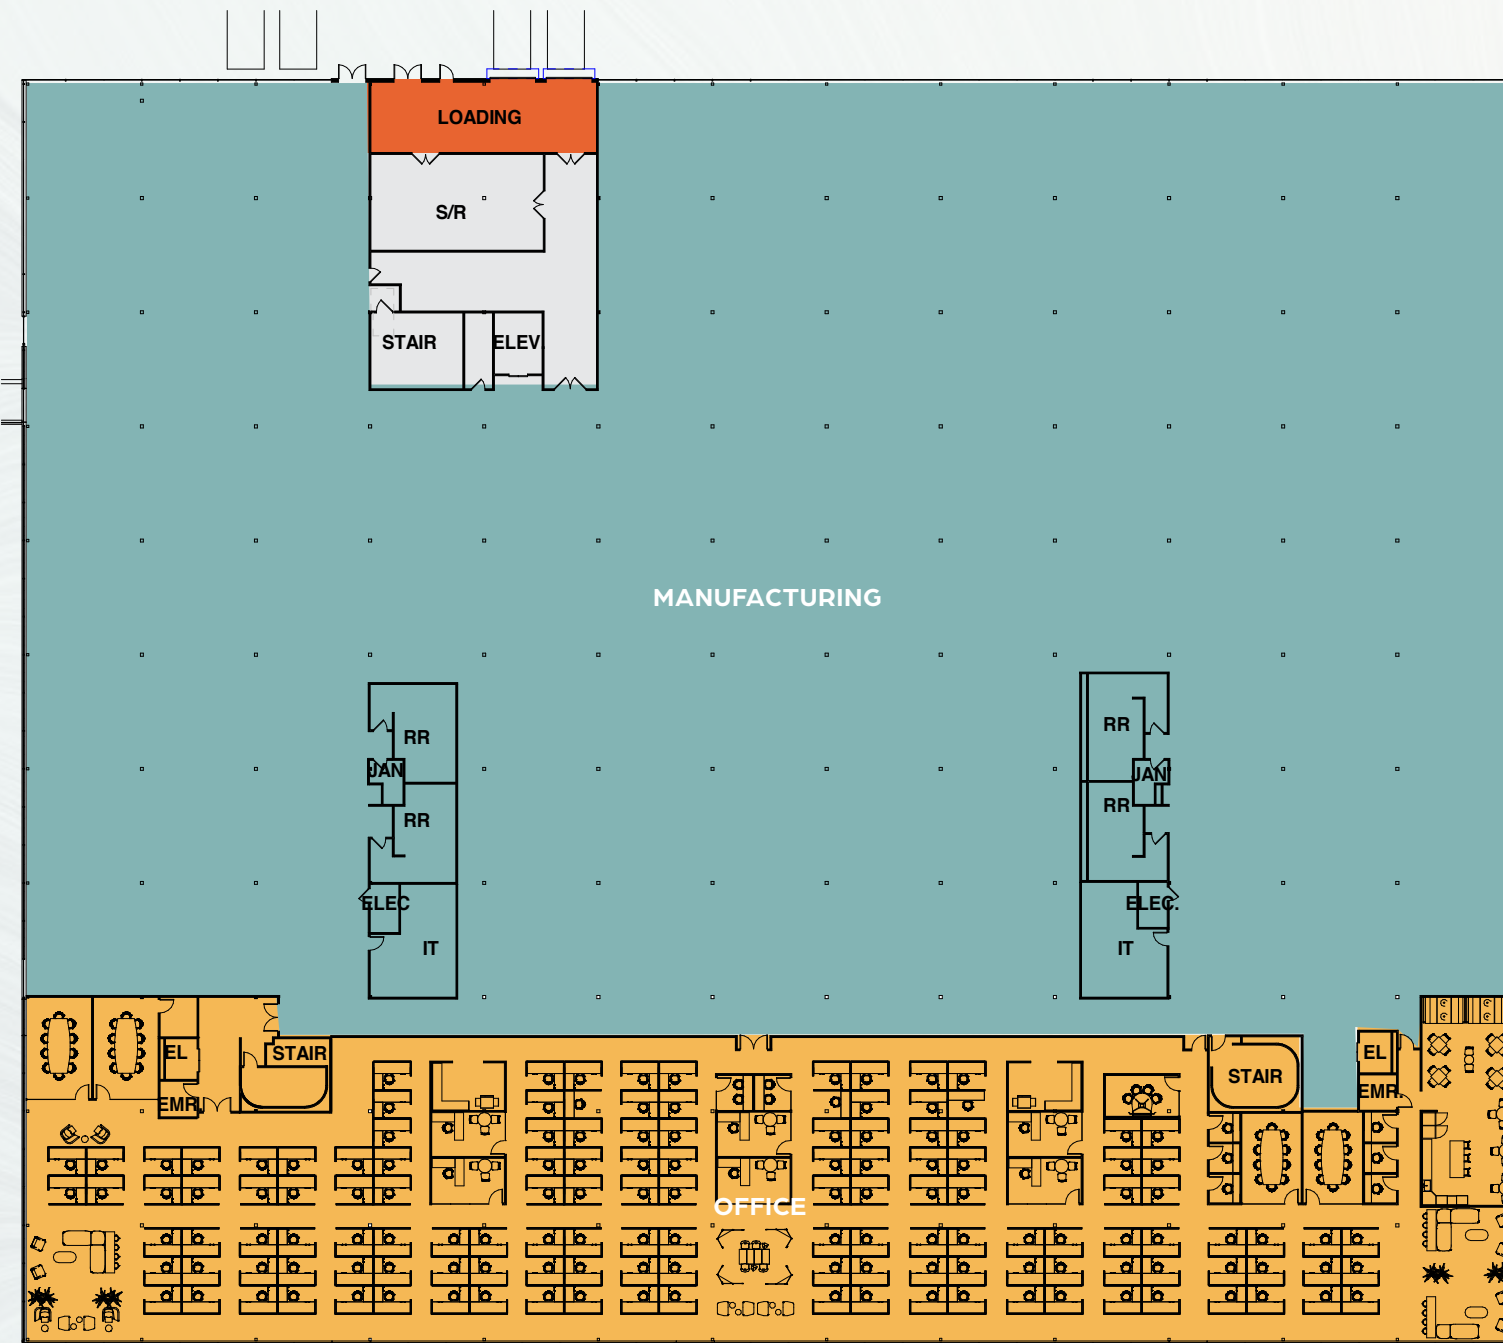 LOADING
S/R
STAIR
ELEV.
MANUFACTURING
RR
RR
JAN
JAN
RR
RR
ELEC
ELEC.
IT
IT
EL
STAIR
EL
STAIR
EMR.
EMR
OFFICE